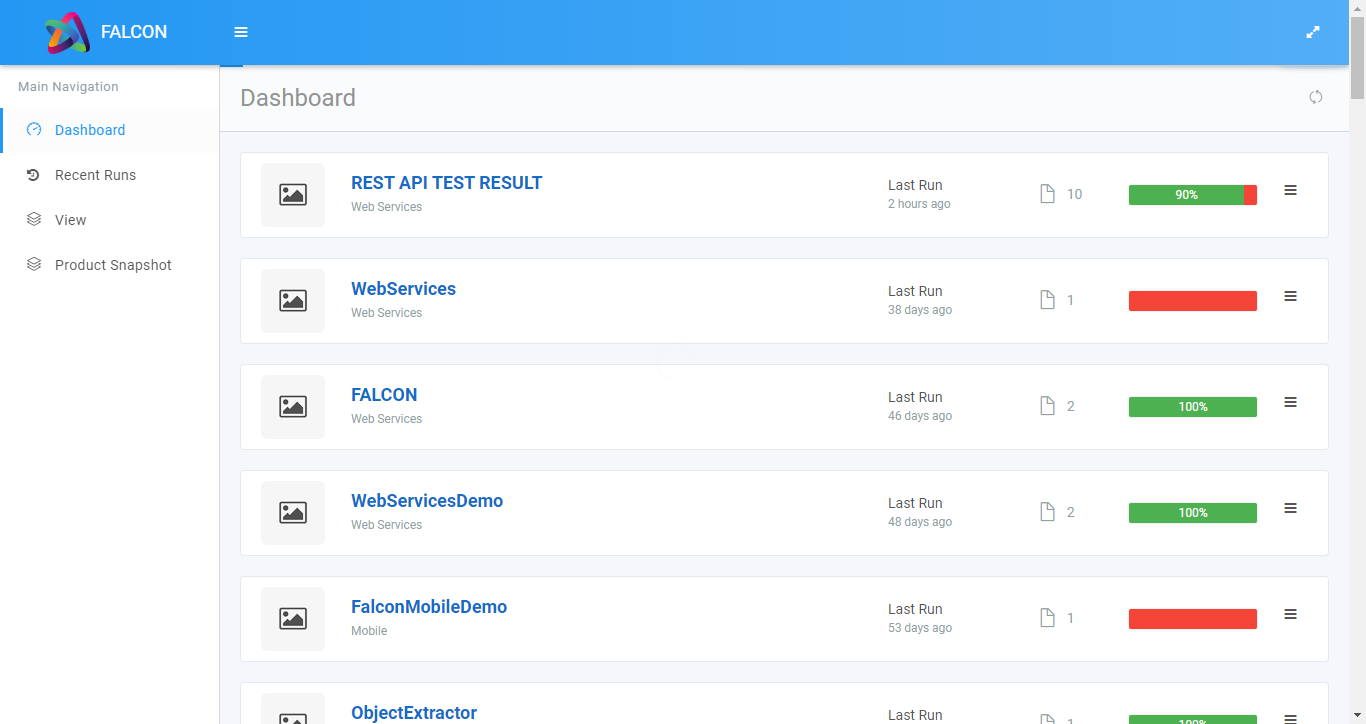 FALCON
Main Navigation
Dashboard
Recent Runs
View
Product Snapshot
Dashboard
REST API TEST RESULT
Web Services
Last Run
2 hours ago
10
90%
WebServices
Web Services
Last Run
38 days ago
1
FALCON
Web Services
Last Run
46 days ago
2
100%
WebServicesDemo
Web Services
Last Run
48 days ago
2
100%
FalconMobileDemo
Mobile
Last Run
53 days ago
1
ObjectExtractor
Last Run
1
100%